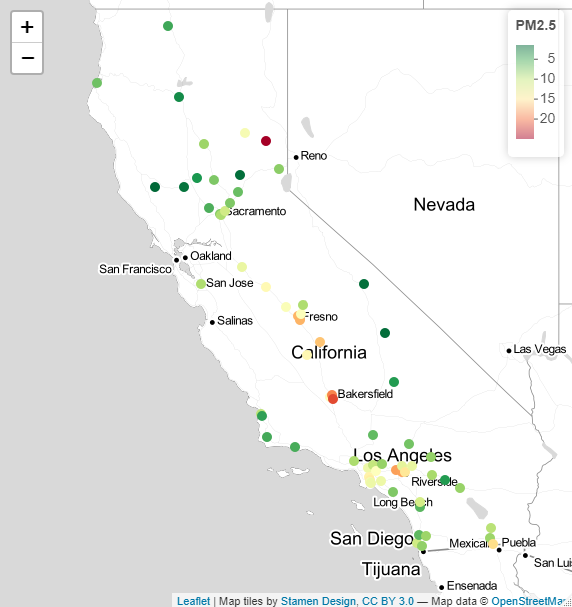 +
−
PM2.5
5
10
15
20
Reno
Nevada
Sacramento
Oakland
San Francisco
San Jose
Salinas
Fresno
California
Las Vegas
Bakersfield
Los Angeles
Riverside
Long Beach
San Diego
Mexicali
Puebla
San Lui
Tijuana
Ensenada
Leaflet | Map tiles by Stamen Design, CC BY 3.0 — Map data © OpenStreetMap